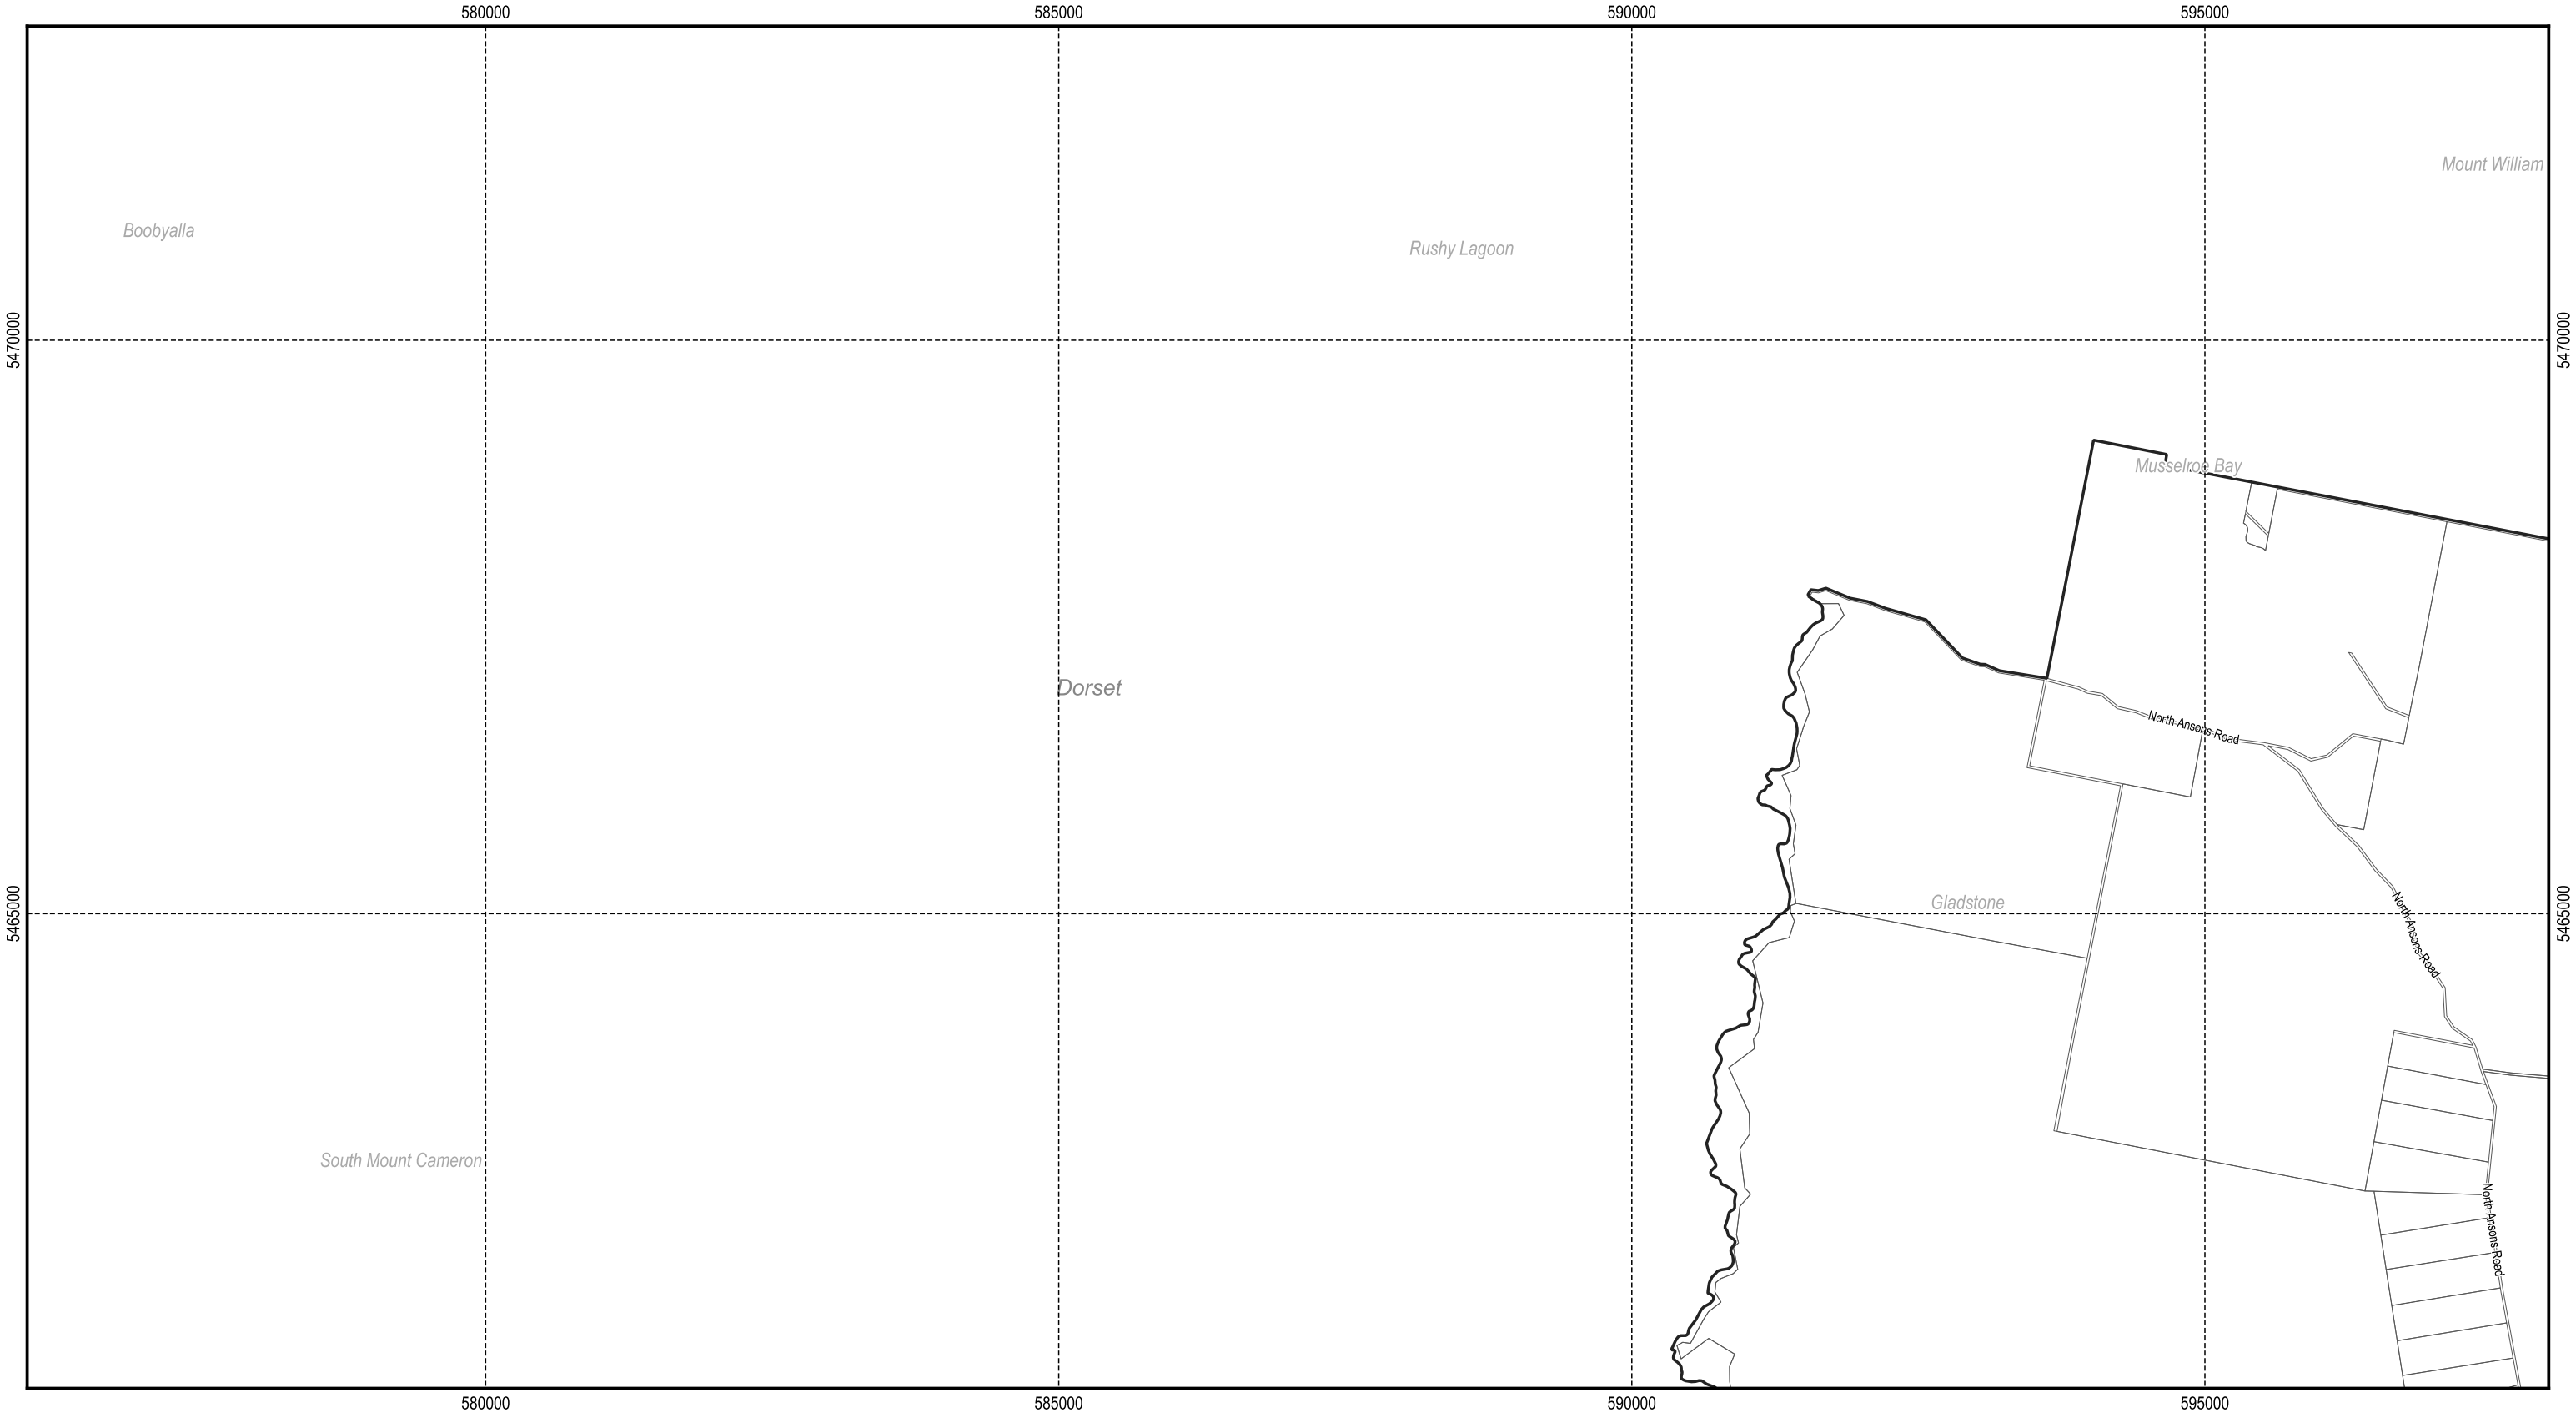 580000
585000
590000
595000
Mount William
Boobyalla
Rushy Lagoon
5470000
5470000
Musselroe Bay
Dorset
North Ansons Road
Gladstone
5465000
5465000
North Ansons Road
South Mount Cameron
North Ansons Road
580000
585000
590000
595000